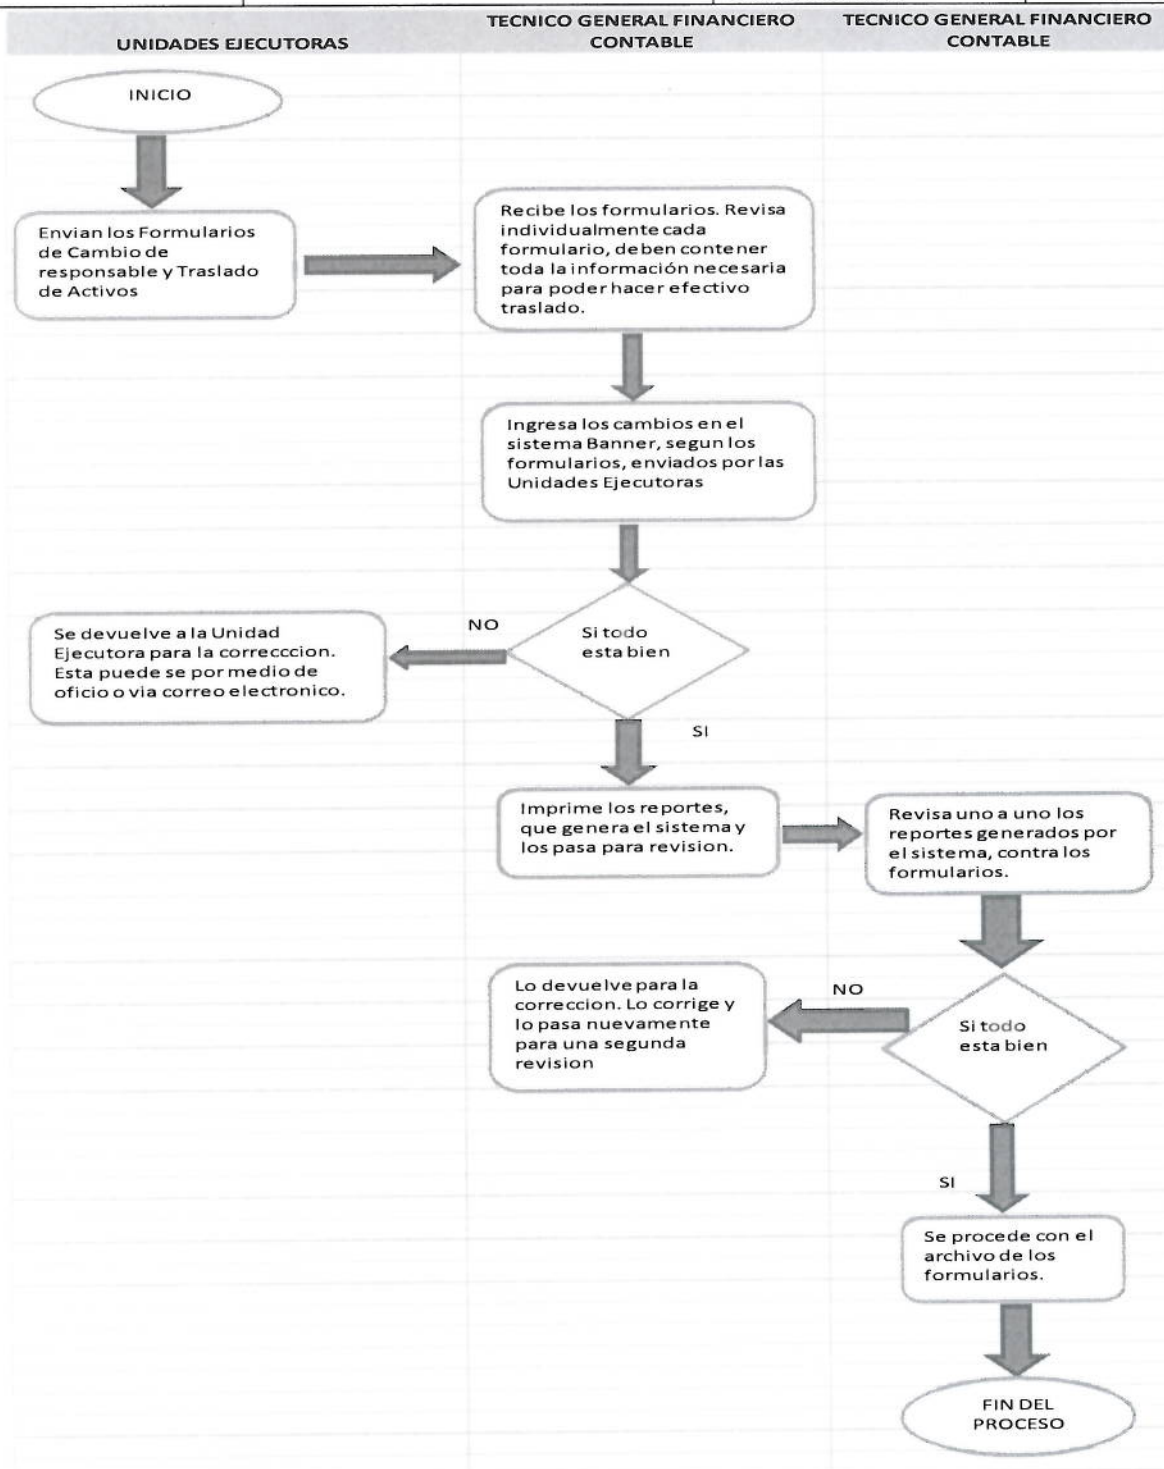 UNIDADES EJECUTORAS
TECNICO GENERAL FINANCIERO
CONTABLE
TECNICO GENERAL FINANCIERO
CONTABLE
INICIO
Envian los Formularios
de Cambio de
responsable y Traslado
de Activos
Recibe los formularios. Revisa
individualmente cada
formulario, deben contener
toda la información necesaria
para poder hacer efectivo
traslado.
Ingresa los cambios en el
sistema Banner, segun los
formularios, enviados por las
Unidades Ejecutoras
Si todo
esta bien
NO
Se devuelve a la Unidad
Ejecutora para la correcccion.
Esta puede se por medio de
oficio o via correo electronico.
SI
Imprime los reportes,
que genera el sistema y
los pasa para revision.
Revisa uno a uno los
reportes generados por
el sistema, contra los
formularios.
Si todo
esta bien
NO
Lo devuelve para la
correccion. Lo corrige y
lo pasa nuevamente
para una segunda
revision
SI
Se procede con el
archivo de los
formularios.
FIN DEL
PROCESO